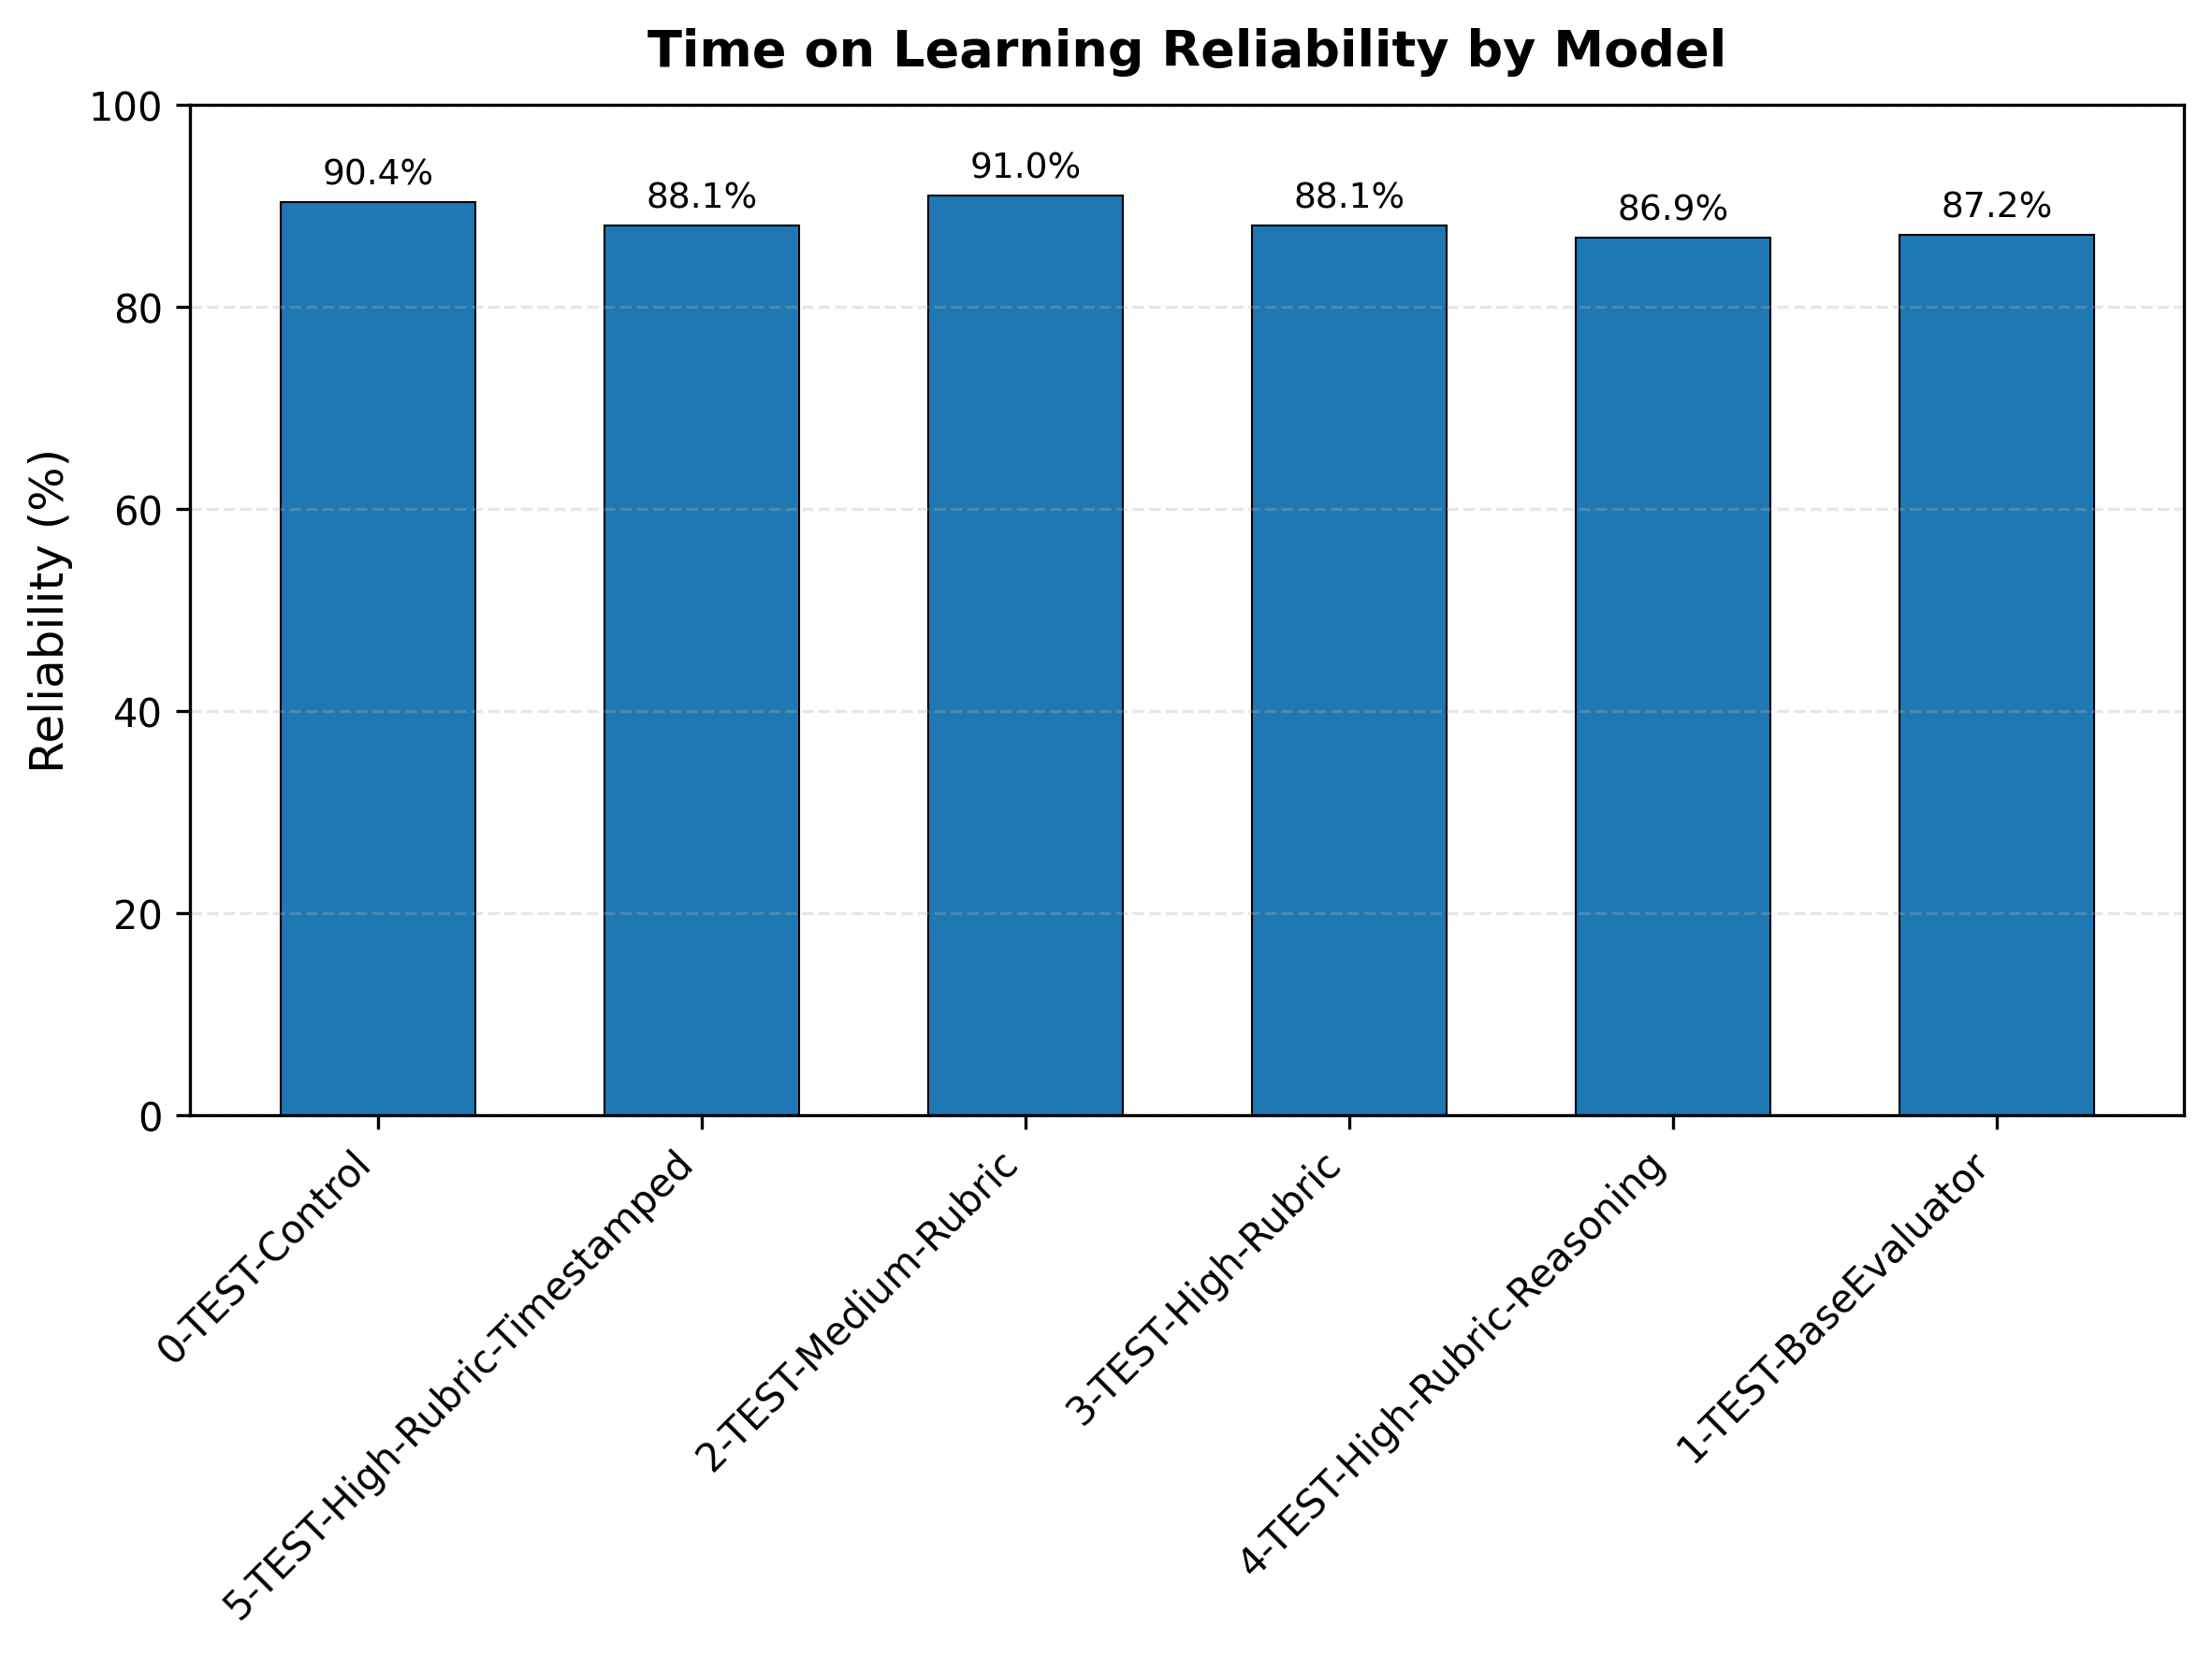 Time on Learning Reliability by Model
100
80
60
40
20
0
Reliability (%)
90.4%
88.1%
91.0%
88.1%
86.9%
87.2%
0-TEST-Control
5-TEST-High-Rubric-Timestamped
2-TEST-Medium-Rubric
3-TEST-High-Rubric
4-TEST-High-Rubric-Reasoning
1-TEST-BaseEvaluator